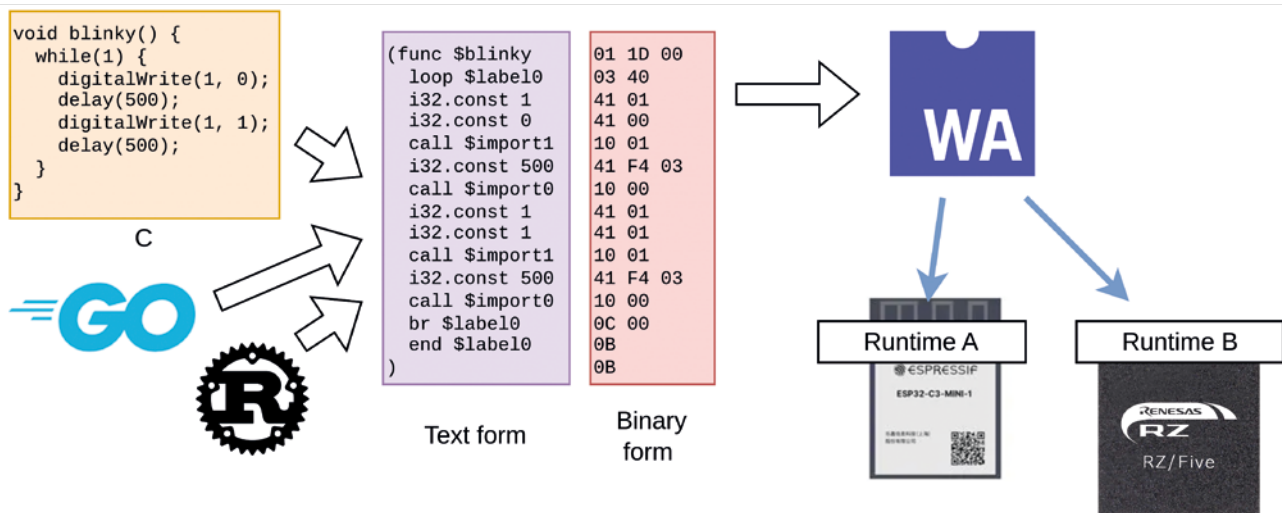 void blinky() {
  while(1) {
    digitalWrite(1, 0);
    delay(500);
    digitalWrite(1, 1);
    delay(500);
  }
}
C
GO
R
(func $blinky
  loop $label0
  i32.const 1
  i32.const 0
  call $import1
  i32.const 500
  call $import0
  i32.const 1
  i32.const 1
  call $import1
  i32.const 500
  call $import0
  br $label0
  end $label0
)
Text form
01 1D 00
03 40
41 01
41 00
10 01
41 F4 03
10 00
41 01
41 01
10 01
41 F4 03
10 00
0C 00
0B
0B
Binary
form
WA
Runtime A
ESPRESSIF
ESP32-C3-MINI-1
Runtime B
RENESAS
RZ
RZ/Five